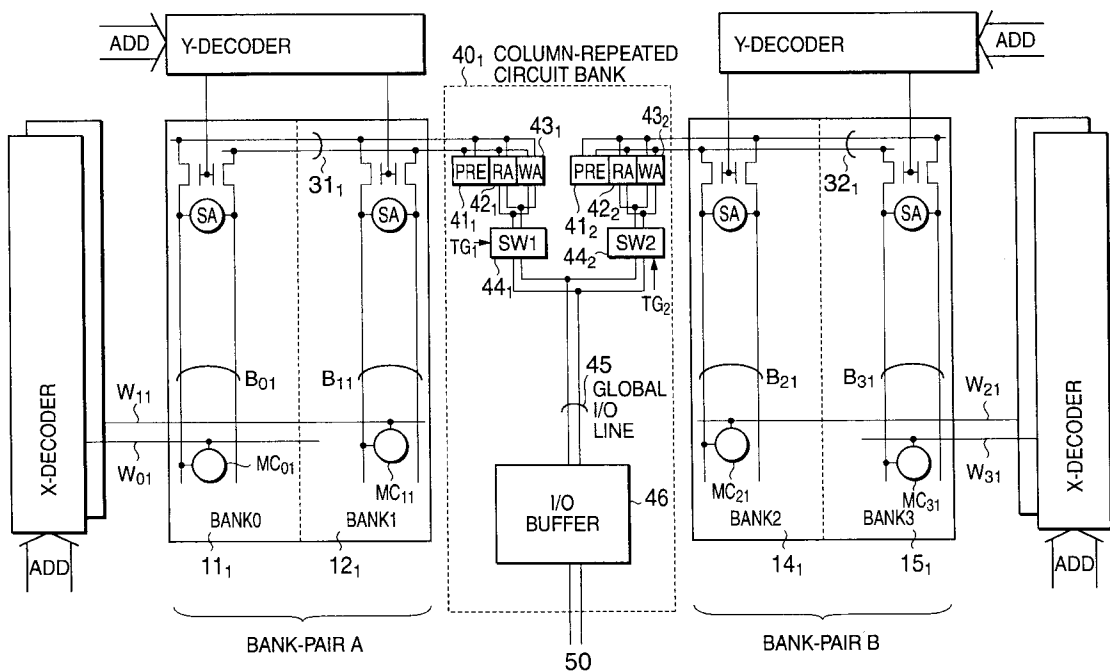 ADD
Y-DECODER
40₁ COLUMN-REPEATED
CIRCUIT BANK
Y-DECODER
ADD
43₁
43₂
PRE RA WA
PRE RA WA
31₁
32₁
42₁
42₂
41₁
41₂
SA
SA
SA
SA
TG₁
SW1
SW2
44₁
44₂
TG₂
X-DECODER
X-DECODER
B₀₁
B₁₁
45
GLOBAL
I/O
LINE
B₂₁
B₃₁
W₁₁
W₂₁
W₀₁
W₃₁
MC₀₁
MC₁₁
MC₂₁
MC₃₁
I/O
BUFFER
46
BANK0
BANK1
BANK2
BANK3
ADD
11₁
12₁
14₁
15₁
ADD
BANK-PAIR A
BANK-PAIR B
50